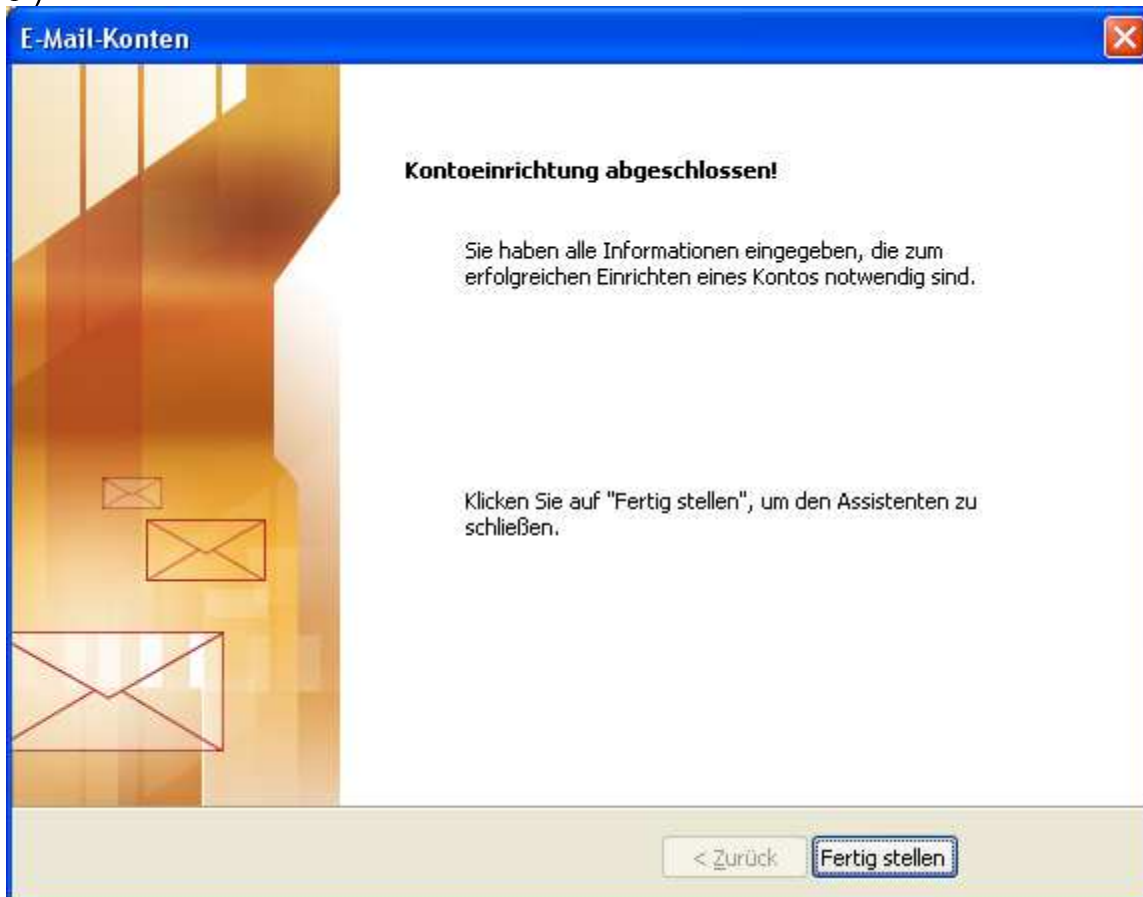 E-Mail-Konten
Kontoeinrichtung abgeschlossen!
Sie haben alle Informationen eingegeben, die zum
erfolgreichen Einrichten eines Kontos notwendig sind.
Klicken Sie auf "Fertig stellen", um den Assistenten zu
schließen.
< Zurück
Fertig stellen